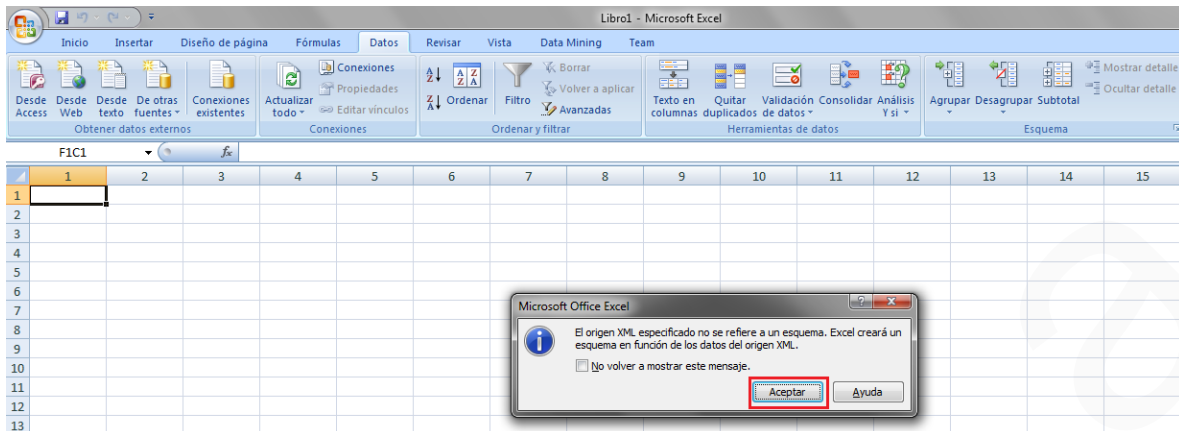 Libro1 - Microsoft Excel
Inicio Insertar Diseño de página Fórmulas Datos Revisar Vista Data Mining Team
Desde Access
Desde Web
Desde texto
De otras fuentes
Conexiones existentes
Obtener datos externos
Actualizar todo
Conexiones
Propiedades
Editar vínculos
Conexiones
Ordenar
Filtro
Borrar
Volver a aplicar
Avanzadas
Ordenar y filtrar
Texto en columnas
Quitar duplicados
Validación de datos
Consolidar
Análisis Y si
Herramientas de datos
Agrupar
Desagrupar
Subtotal
Mostrar detalle
Ocultar detalle
Esquema
F1C1 fx
1 2 3 4 5 6 7 8 9 10 11 12 13 14 15
1
2
3
4
5
6
7
8
9
10
11
12
13
Microsoft Office Excel
El origen XML especificado no se refiere a un esquema. Excel creará un
esquema en función de los datos del origen XML.
No volver a mostrar este mensaje.
Aceptar Ayuda